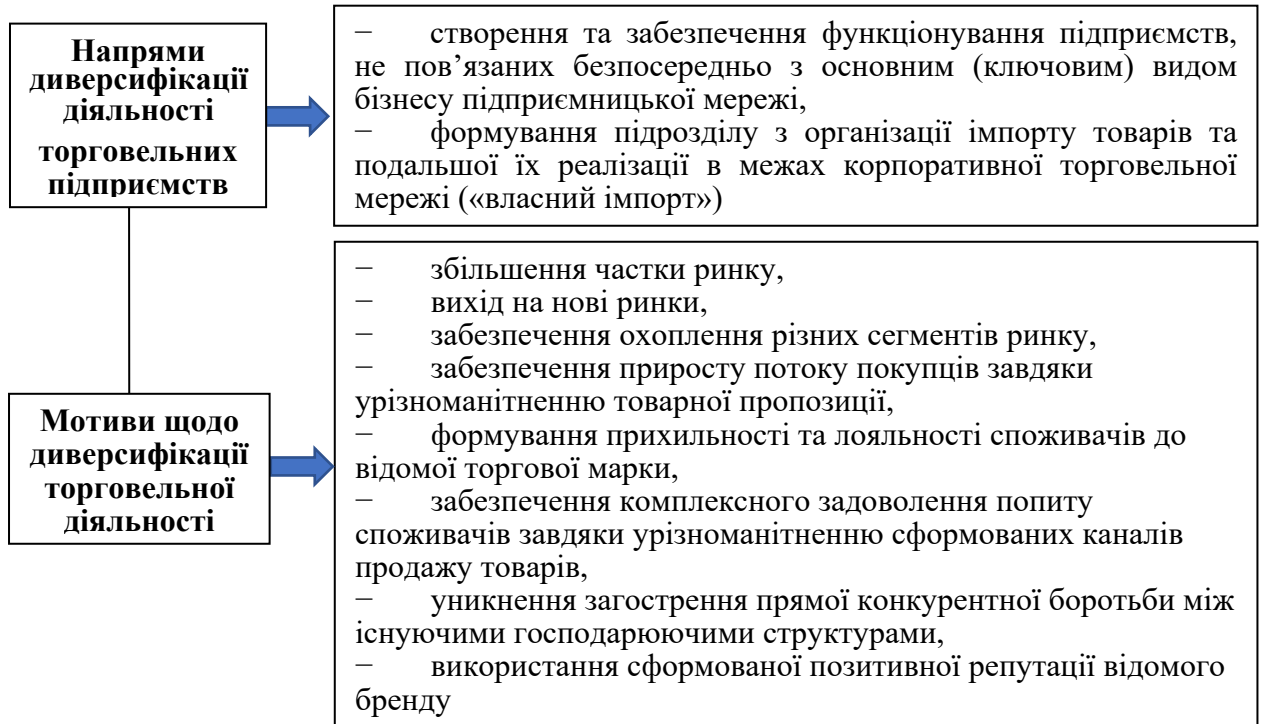 Напрями
диверсифікації
діяльності
торговельних
підприємств
− створення та забезпечення функціонування підприємств,
не пов’язаних безпосередньо з основним (ключовим) видом
бізнесу підприємницької мережі,
− формування підрозділу з організації імпорту товарів та
подальшої їх реалізації в межах корпоративної торговельної
мережі («власний імпорт»)
Мотиви щодо
диверсифікації
торговельної
діяльності
− збільшення частки ринку,
− вихід на нові ринки,
− забезпечення охоплення різних сегментів ринку,
− забезпечення приросту потоку покупців завдяки
урізноманітненню товарної пропозиції,
− формування прихильності та лояльності споживачів до
відомої торгової марки,
− забезпечення комплексного задоволення попиту
споживачів завдяки урізноманітненню сформованих каналів
продажу товарів,
− уникнення загострення прямої конкурентної боротьби між
існуючими господарюючими структурами,
− використання сформованої позитивної репутації відомого
бренду